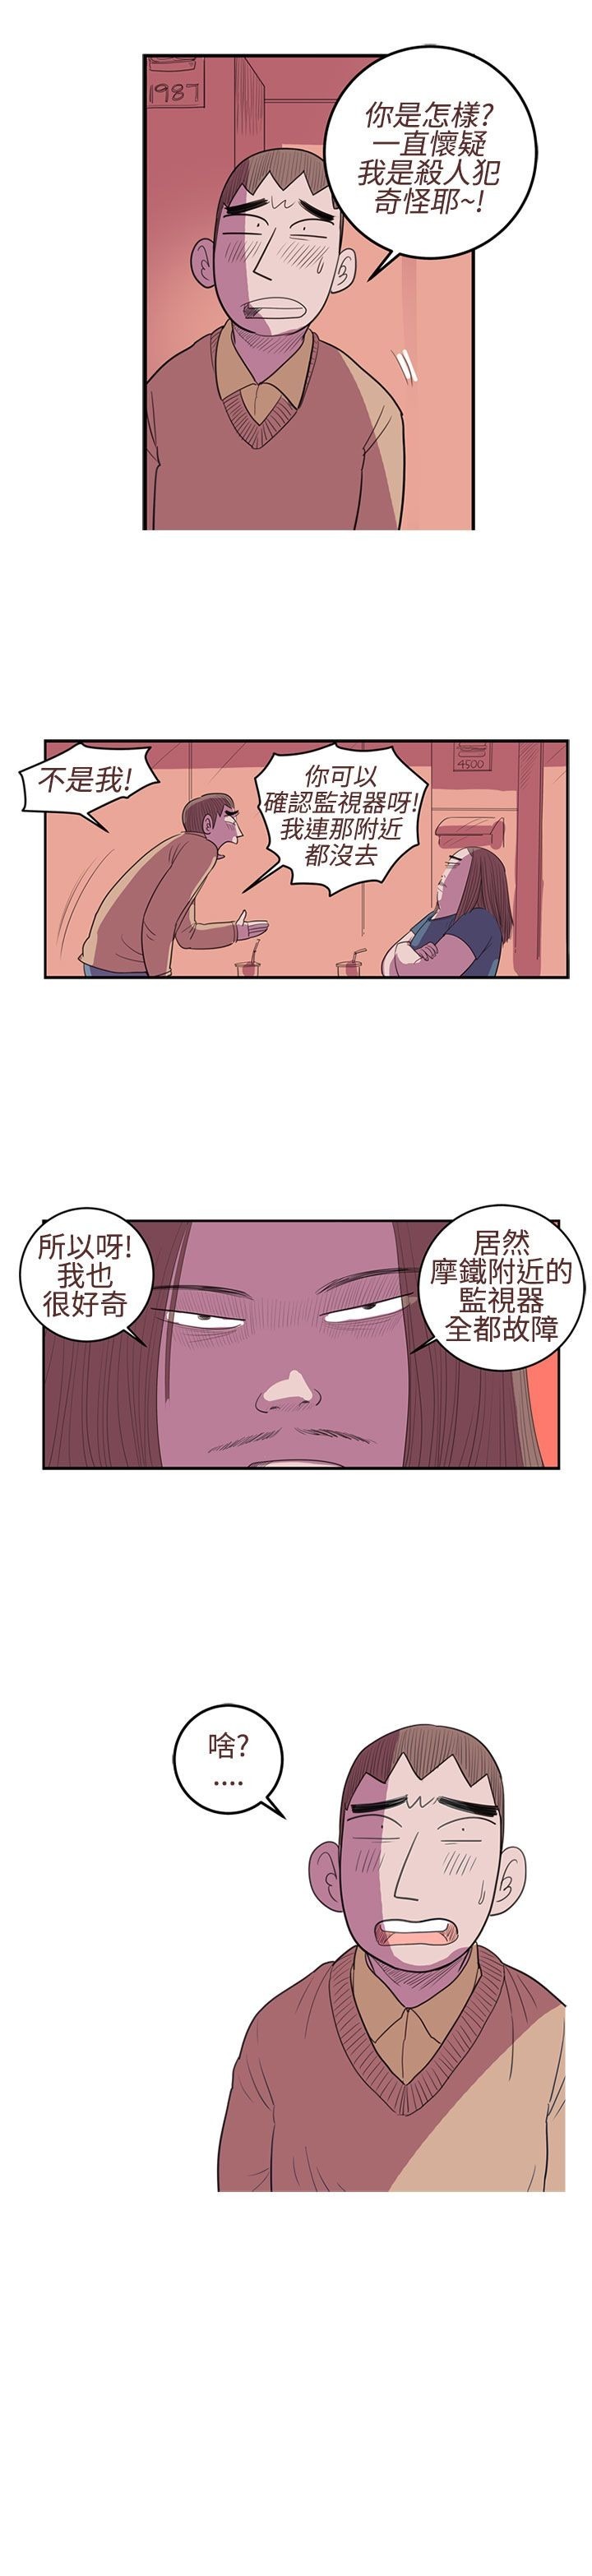 1987
你是怎樣?
一直懷疑
我是殺人犯
奇怪耶~!
不是我!
你可以
確認監視器呀!
我連那附近
都沒去
4500
所以呀!
我也
很好奇
居然
摩鐵附近的
監視器
全都故障
啥?
....